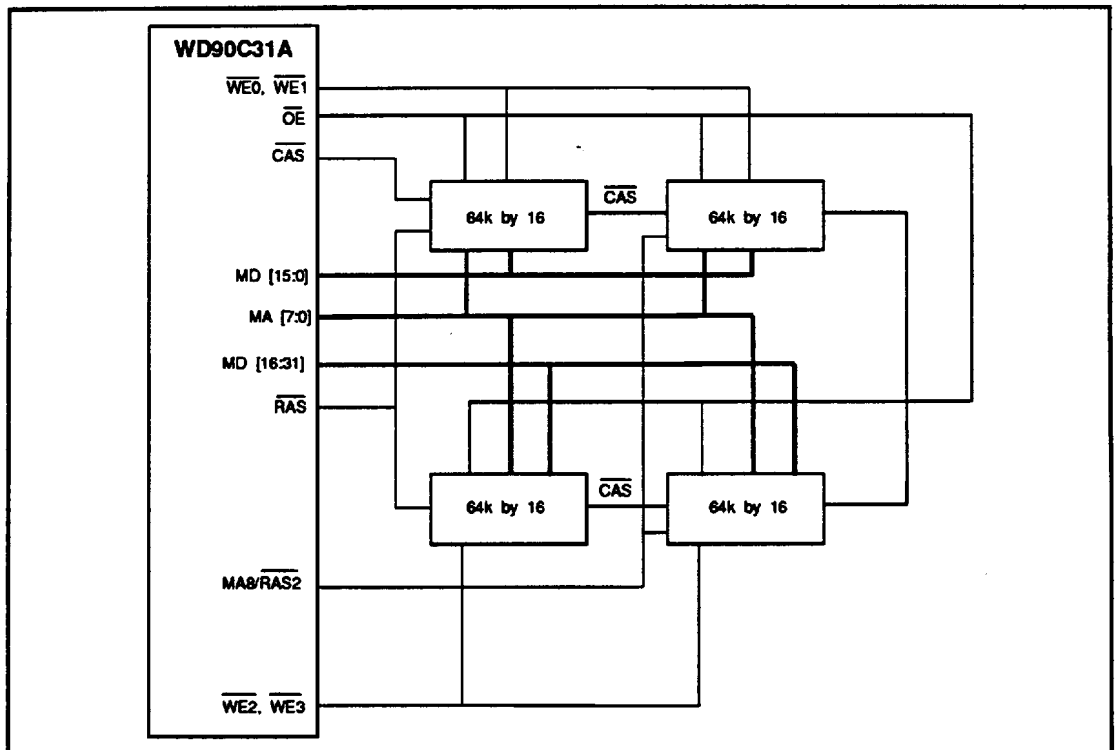 WD90C31A
WE0, WE1
OE
CAS
CAS
64k by 16
64k by 16
MD [15:0]
MA [7:0]
MD [16:31]
RAS
CAS
64k by 16
64k by 16
MA8/RAS2
WE2, WE3